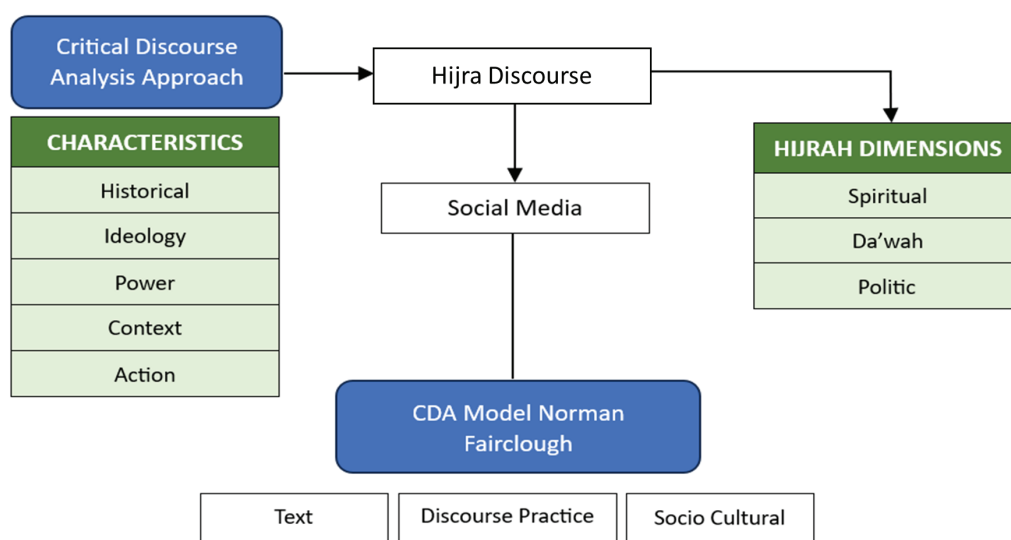 Critical Discourse
Analysis Approach
Hijra Discourse
CHARACTERISTICS
Historical
Ideology
Power
Context
Action
Social Media
HIJRAH DIMENSIONS
Spiritual
Da’wah
Politic
CDA Model Norman
Fairclough
Text
Discourse Practice
Socio Cultural